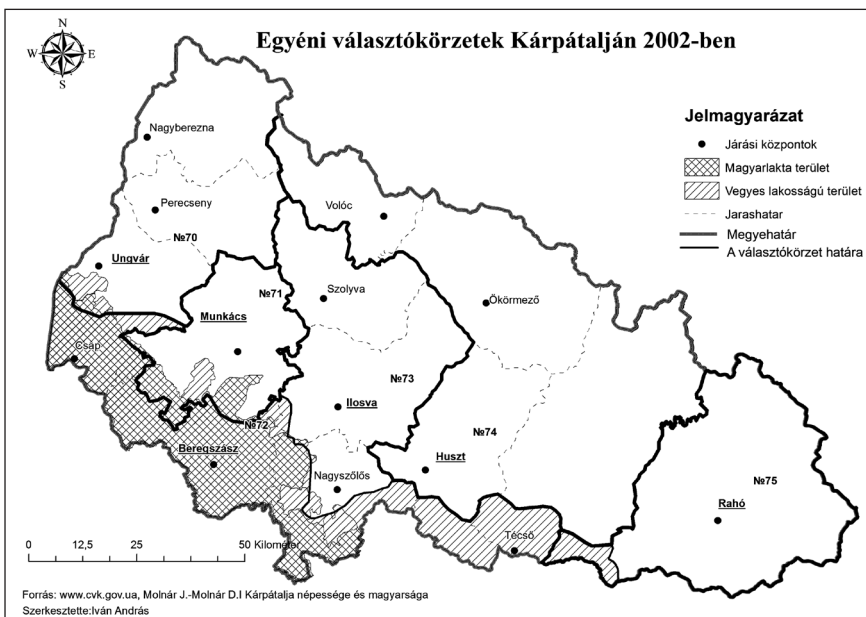 N
W E
S
Egyéni választókörzetek Kárpátalján 2002-ben
Jelmagyarázat
Járási központok
Magyarlakta terület
Vegyes lakosságú terület
Jarashatar
Megyehatár
A választókörzet határa
Nagyberezna
Perecseny
Volóc
№70
Ungvár
№71
Szolyva
Ökörmező
Munkács
Csap
№73
Ilosva
№72
№74
Beregszász
Huszt
Nagyszőlős
№75
Rahó
Técső
0 12,5 25 50 Kilométer
Forrás: www.cvk.gov.ua, Molnár J.-Molnár D.I Kárpátalja népessége és magyarsága
Szerkesztette:Iván András